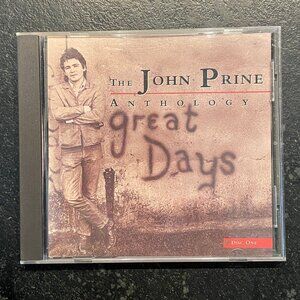 The John Prine
Anthology
great
Days
Disc One